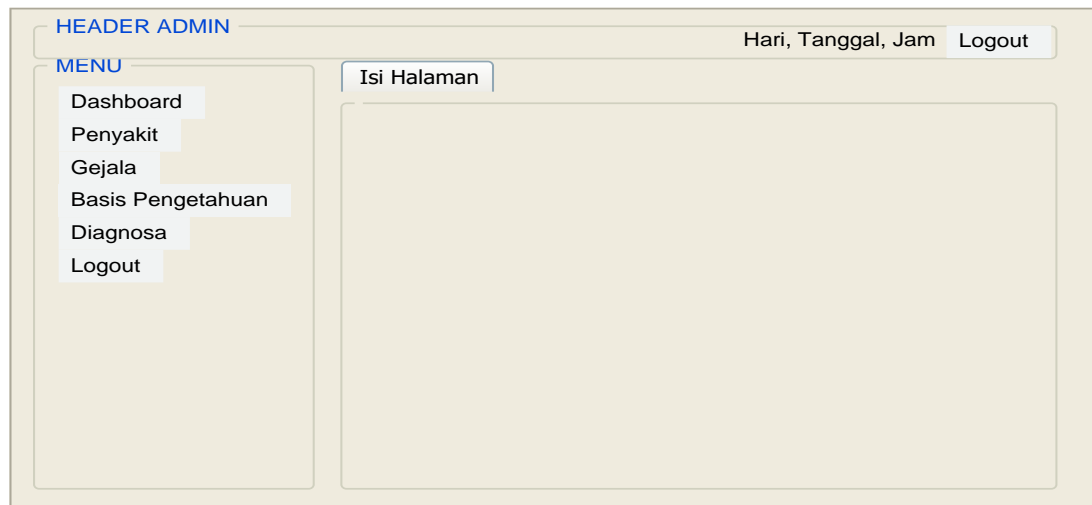 HEADER ADMIN
Hari, Tanggal, Jam Logout
MENU
Dashboard
Penyakit
Gejala
Basis Pengetahuan
Diagnosa
Logout
Isi Halaman